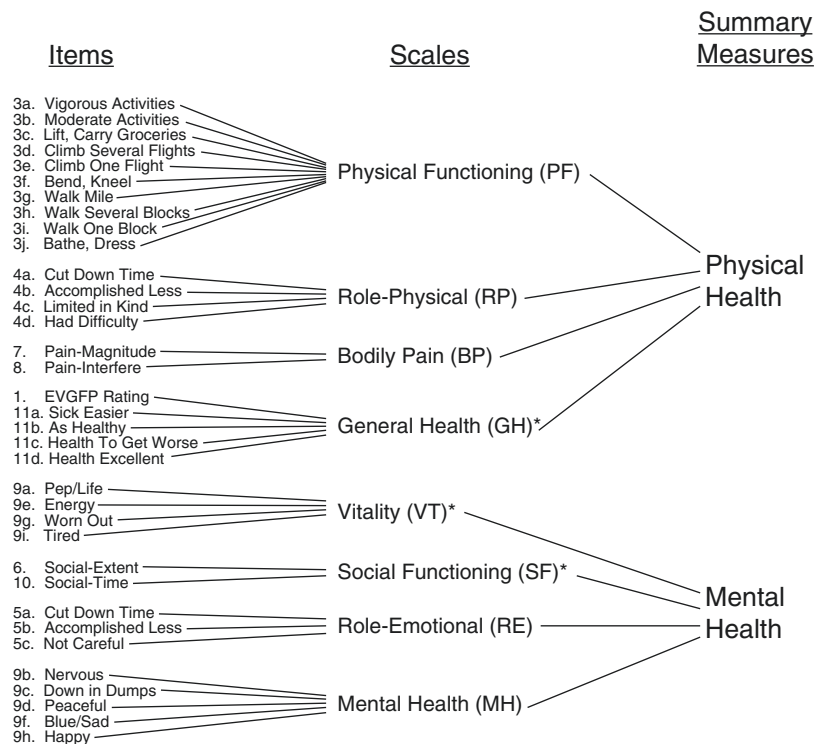 Items
Scales
Summary
Measures
3a. Vigorous Activities
3b. Moderate Activities
3c. Lift, Carry Groceries
3d. Climb Several Flights
3e. Climb One Flight
3f. Bend, Kneel
3g. Walk Mile
3h. Walk Several Blocks
3i. Walk One Block
3j. Bathe, Dress
Physical Functioning (PF)
4a. Cut Down Time
4b. Accomplished Less
4c. Limited in Kind
4d. Had Difficulty
Role-Physical (RP)
7. Pain-Magnitude
8. Pain-Interfere
Bodily Pain (BP)
1. EVGFP Rating
11a. Sick Easier
11b. As Healthy
11c. Health To Get Worse
11d. Health Excellent
General Health (GH)*
Physical
Health
9a. Pep/Life
9e. Energy
9g. Worn Out
9i. Tired
Vitality (VT)*
6. Social-Extent
10. Social-Time
Social Functioning (SF)*
5a. Cut Down Time
5b. Accomplished Less
5c. Not Careful
Role-Emotional (RE)
9b. Nervous
9c. Down in Dumps
9d. Peaceful
9f. Blue/Sad
9h. Happy
Mental Health (MH)
Mental
Health